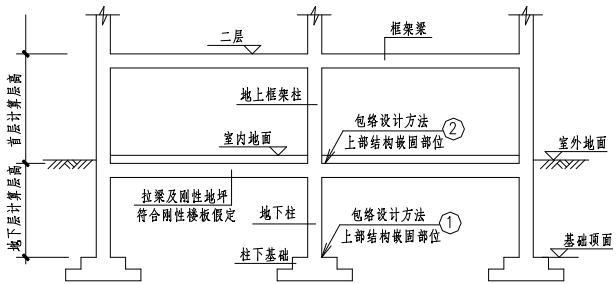 二层
框架梁
首层计算层高
地上框架柱
包络设计方法
上部结构嵌固部位
②
室内地面
室外地面
地下层计算层高
拉梁及刚性地坪
符合刚性楼板假定
地下柱
包络设计方法
上部结构嵌固部位
①
柱下基础
基础顶面